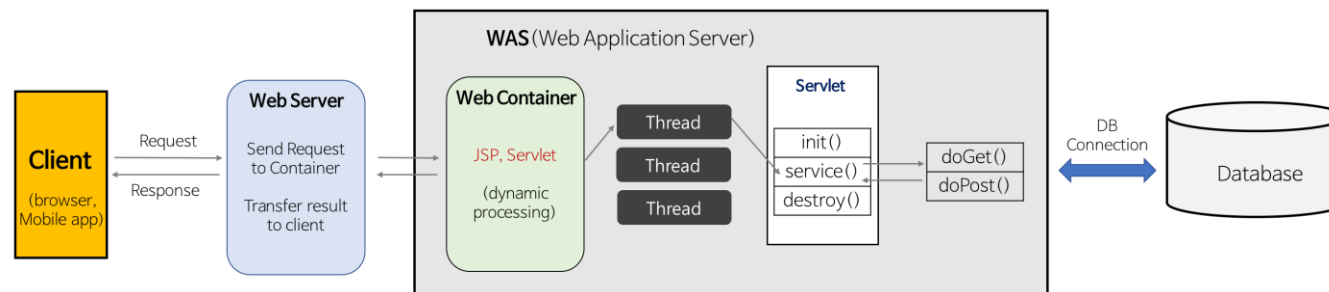 WAS(Web Application Server)
Client
(browser,
Mobile app)
Request
Response
Web Server
Send Request
to Container
Transfer result
to client
Web Container
JSP, Servlet
(dynamic
processing)
Thread
Thread
Thread
Servlet
init()
service()
destroy()
doGet()
doPost()
DB
Connection
Database